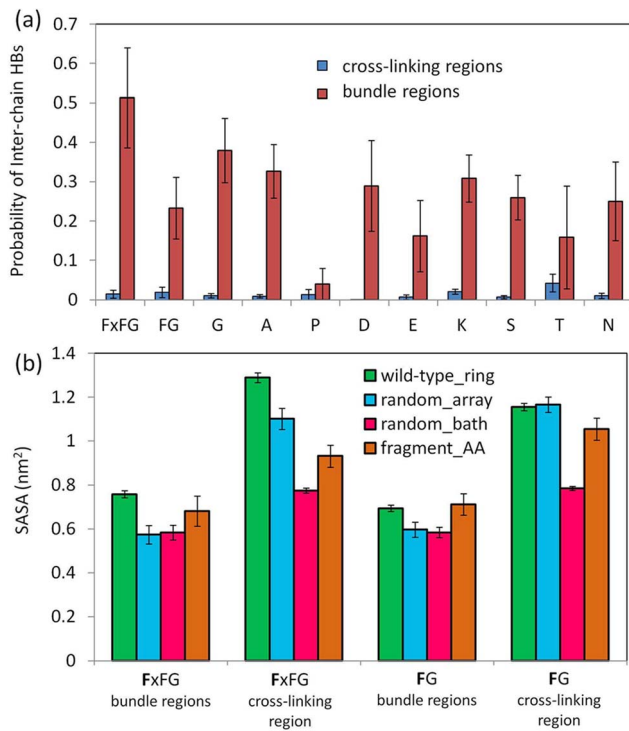 (a)
Probability of Inter-chain HBs
0.7
0.6
0.5
0.4
0.3
0.2
0.1
0
cross-linking regions
bundle regions
FxFG FG G A P D E K S T N
(b)
SASA (nm²)
1.4
1.2
1
0.8
0.6
0.4
0.2
0
wild-type_ring
random_array
random_bath
fragment_AA
FxFG FxFG FG FG
bundle regions cross-linking bundle regions cross-linking
region region